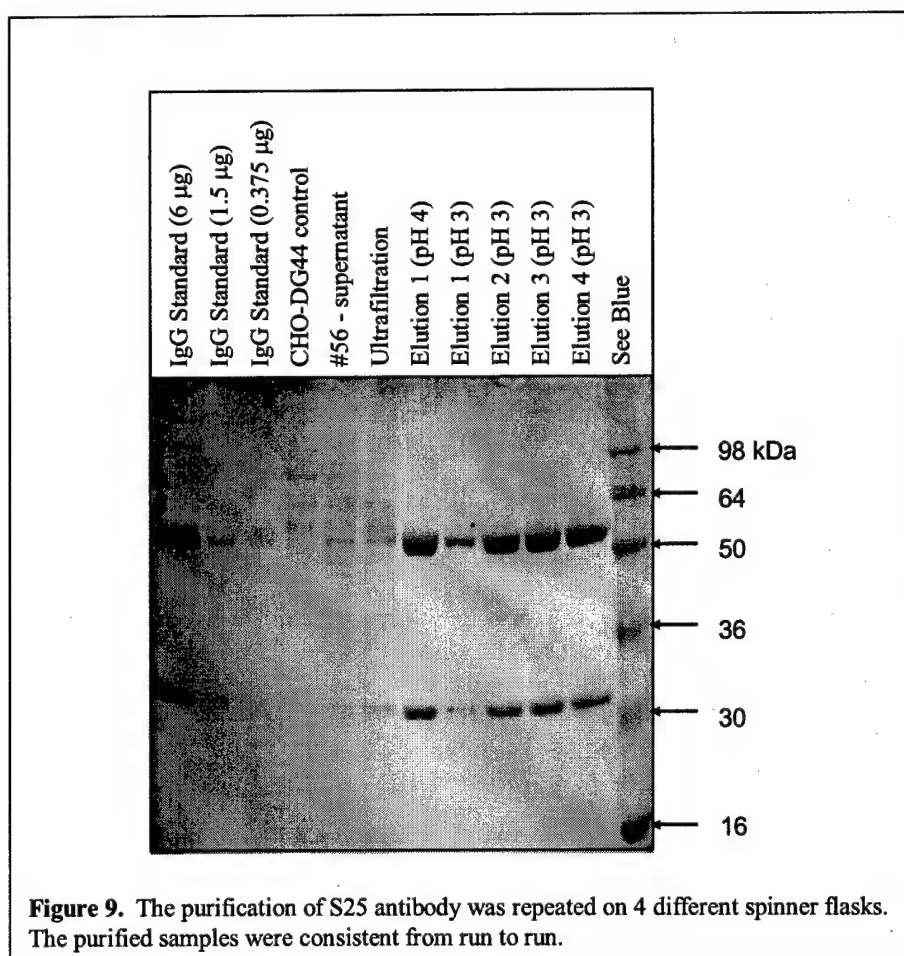 IgG Standard (6 μg)
IgG Standard (1.5 μg)
IgG Standard (0.375 μg)
CHO-DG44 control
#56 - supernatant
Ultrafiltration
Elution 1 (pH 4)
Elution 1 (pH 3)
Elution 2 (pH 3)
Elution 3 (pH 3)
Elution 4 (pH 3)
See Blue
98 kDa
64
50
36
30
16
Figure 9. The purification of S25 antibody was repeated on 4 different spinner flasks.
The purified samples were consistent from run to run.